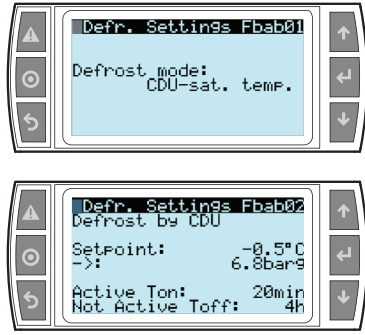 Defr. Settings Fbab01
Defrost mode:
CDU-sat. temp.
Defr. Settings Fbab02
Defrost by CDU
Setpoint: -0.5°C
->: 6.8barg
Active Ton: 20min
Not Active Toff: 4h